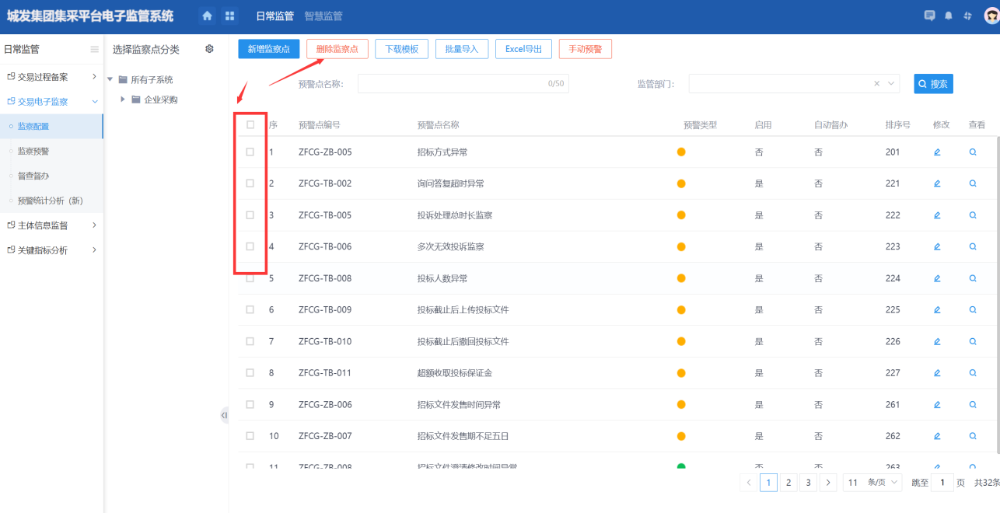 城发集团集采平台电子监管系统 日常监管 智慧监管
日常监管 选择监察点分类 新增监察点 删除监察点 下载模板 批量导入 Excel导出 手动预警
交易过程备案 所有子系统 预警点名称: 0/50 监管部门: 搜索
交易电子监察 企业采购
监察配置 序 预警点编号 预警点名称 预警类型 启用 自动督办 排序号 修改 查看
监察预警 1 ZFCG-ZB-005 招标方式异常 否 否 201
督查督办 2 ZFCG-TB-002 询问答复超时异常 是 否 221
预警统计分析（新）
主体信息监督 3 ZFCG-TB-005 投诉处理总时长监察 是 否 222
关键指标分析 4 ZFCG-TB-006 多次无效投诉监察 是 否 223
5 ZFCG-TB-008 投标人数异常 是 否 224
6 ZFCG-TB-009 投标截止后上传投标文件 是 否 225
7 ZFCG-TB-010 投标截止后撤回投标文件 是 否 226
8 ZFCG-TB-011 超额收取投标保证金 是 否 227
9 ZFCG-ZB-006 招标文件发售时间异常 是 否 261
10 ZFCG-ZB-007 招标文件发售期不足五日 是 否 262
11 ZFCG-ZB-008 招标文件澄清修改时间异常 否 否 263
1 2 3 11 条/页 跳至 1 页 共32条